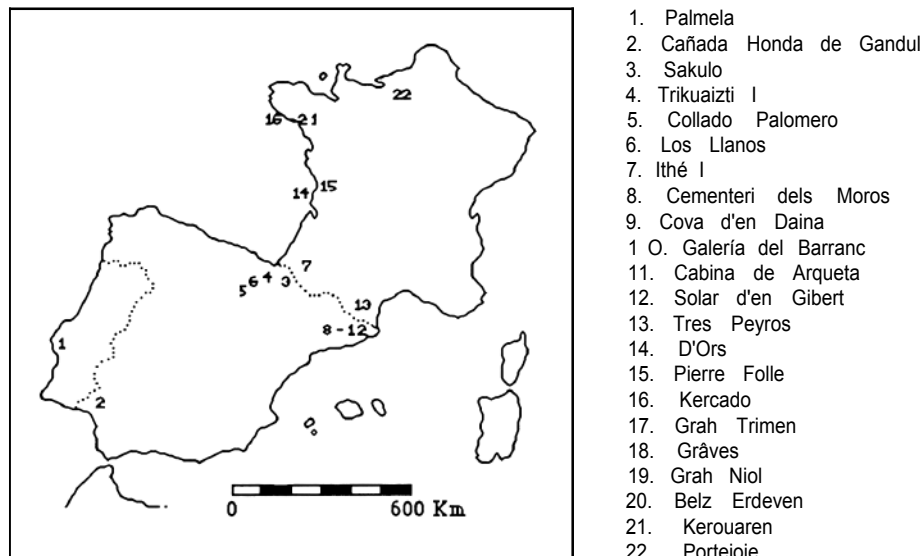 22
16 - 21
14 15
7
6 4 3
5
13
8 - 12
1
2
0 600 Km
1. Palmela
2. Cañada Honda de Gandul
3. Sakulo
4. Trikuaizti I
5. Collado Palomero
6. Los Llanos
7. Ithé I
8. Cementeri dels Moros
9. Cova d'en Daina
1 O. Galería del Barranc
11. Cabina de Arqueta
12. Solar d'en Gibert
13. Tres Peyros
14. D'Ors
15. Pierre Folle
16. Kercado
17. Grah Trimen
18. Grâves
19. Grah Niol
20. Belz Erdeven
21. Kerouaren
22. Portejoie